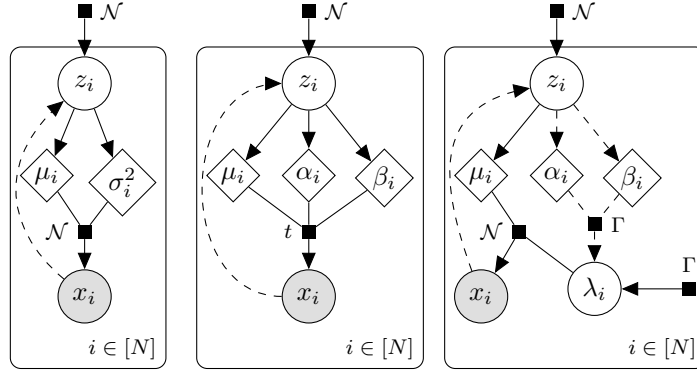 𝒩 𝒩 𝒩
z_i z_i z_i
μ_i σ_i^2 μ_i α_i β_i μ_i α_i β_i
𝒩 t 𝒩 Γ
Γ
x_i x_i x_i λ_i
i ∈ [N] i ∈ [N] i ∈ [N]